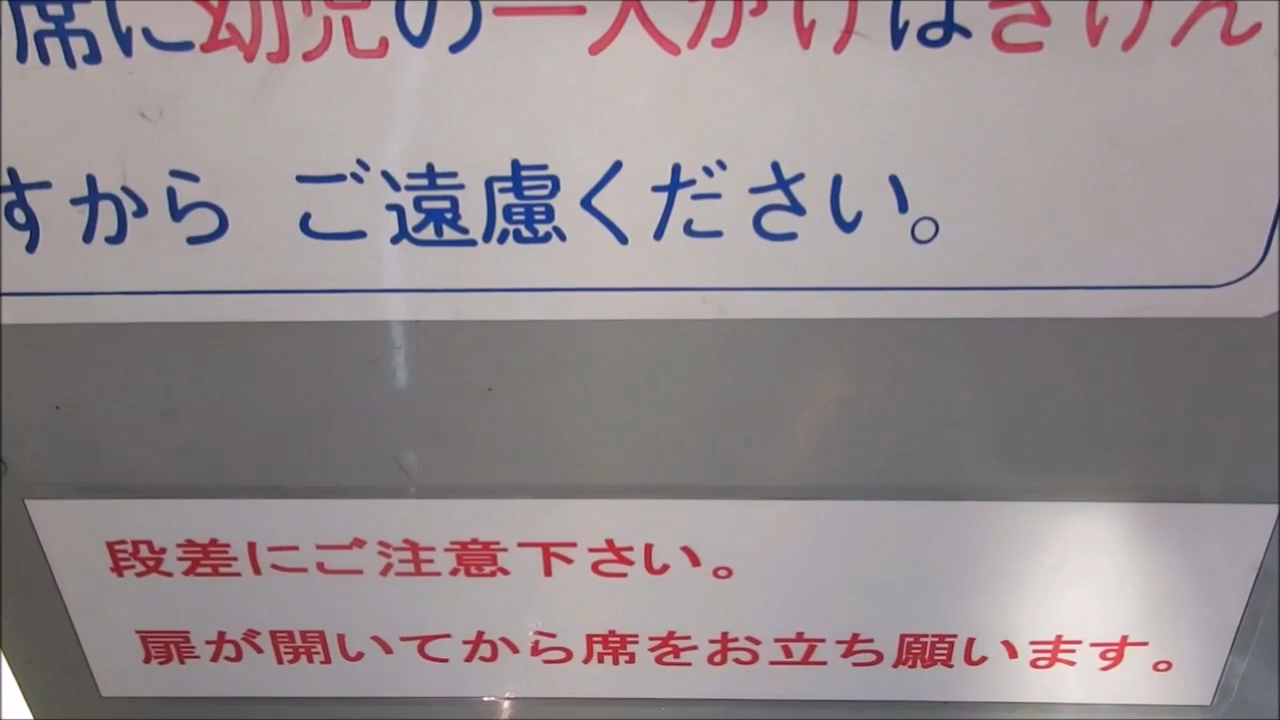 席に幼児の一人がけはきけん
すから ご遠慮ください。
段差にご注意下さい。
扉が開いてから席をお立ち願います。